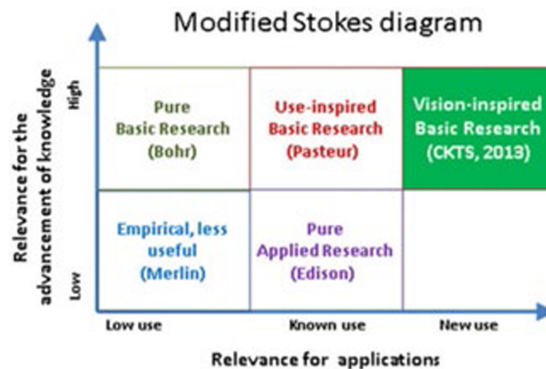 Modified Stokes diagram
Relevance for the
advancement of knowledge
High
Low
Pure
Basic Research
(Bohr)
Use-inspired
Basic Research
(Pasteur)
Vision-inspired
Basic Research
(CKTS, 2013)
Empirical, less
useful
(Merlin)
Pure
Applied Research
(Edison)
Low use
Known use
New use
Relevance for applications